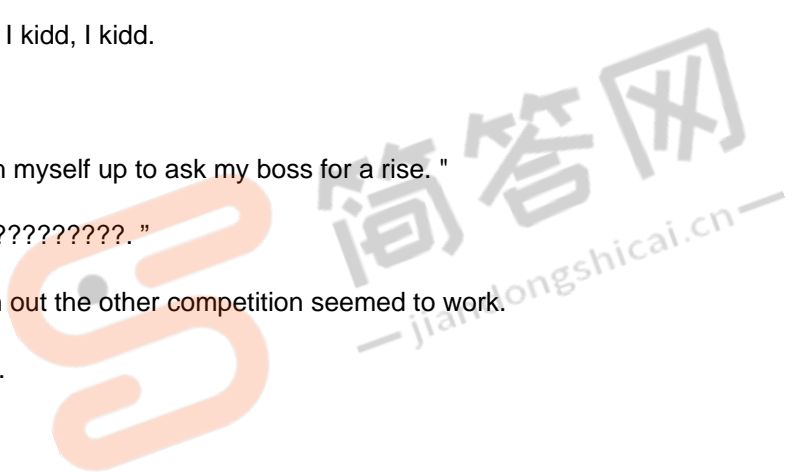 I kidd, I kidd.
n myself up to ask my boss for a rise. "
?????????. ”
n out the other competition seemed to work.
.
简答网
jiandongshicai.cn